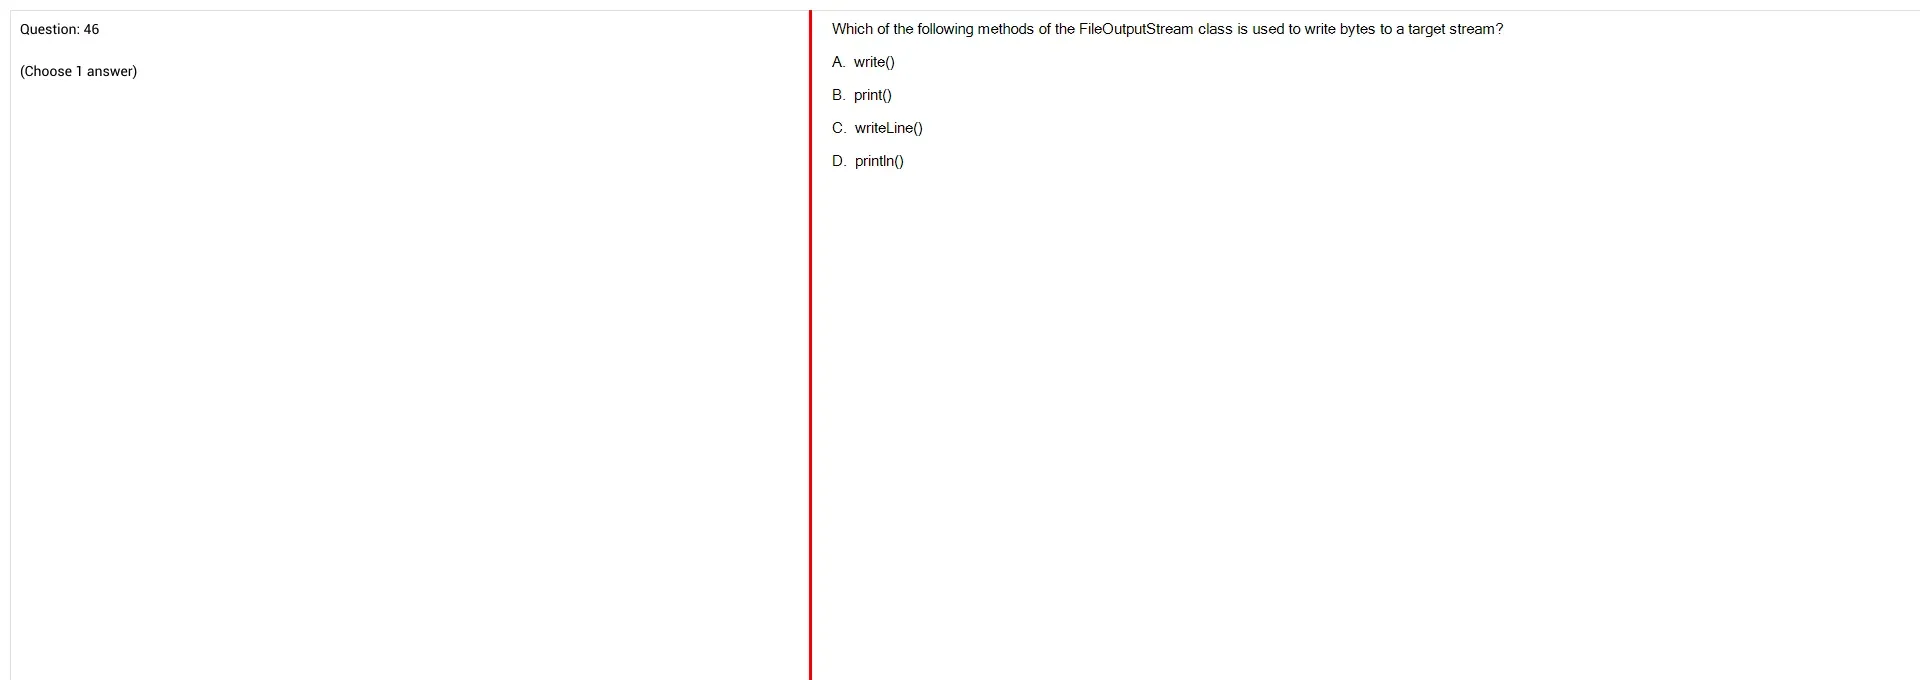 Question: 46
(Choose 1 answer)
Which of the following methods of the FileOutputStream class is used to write bytes to a target stream?
A. write()
B. print()
C. writeLine()
D. println()